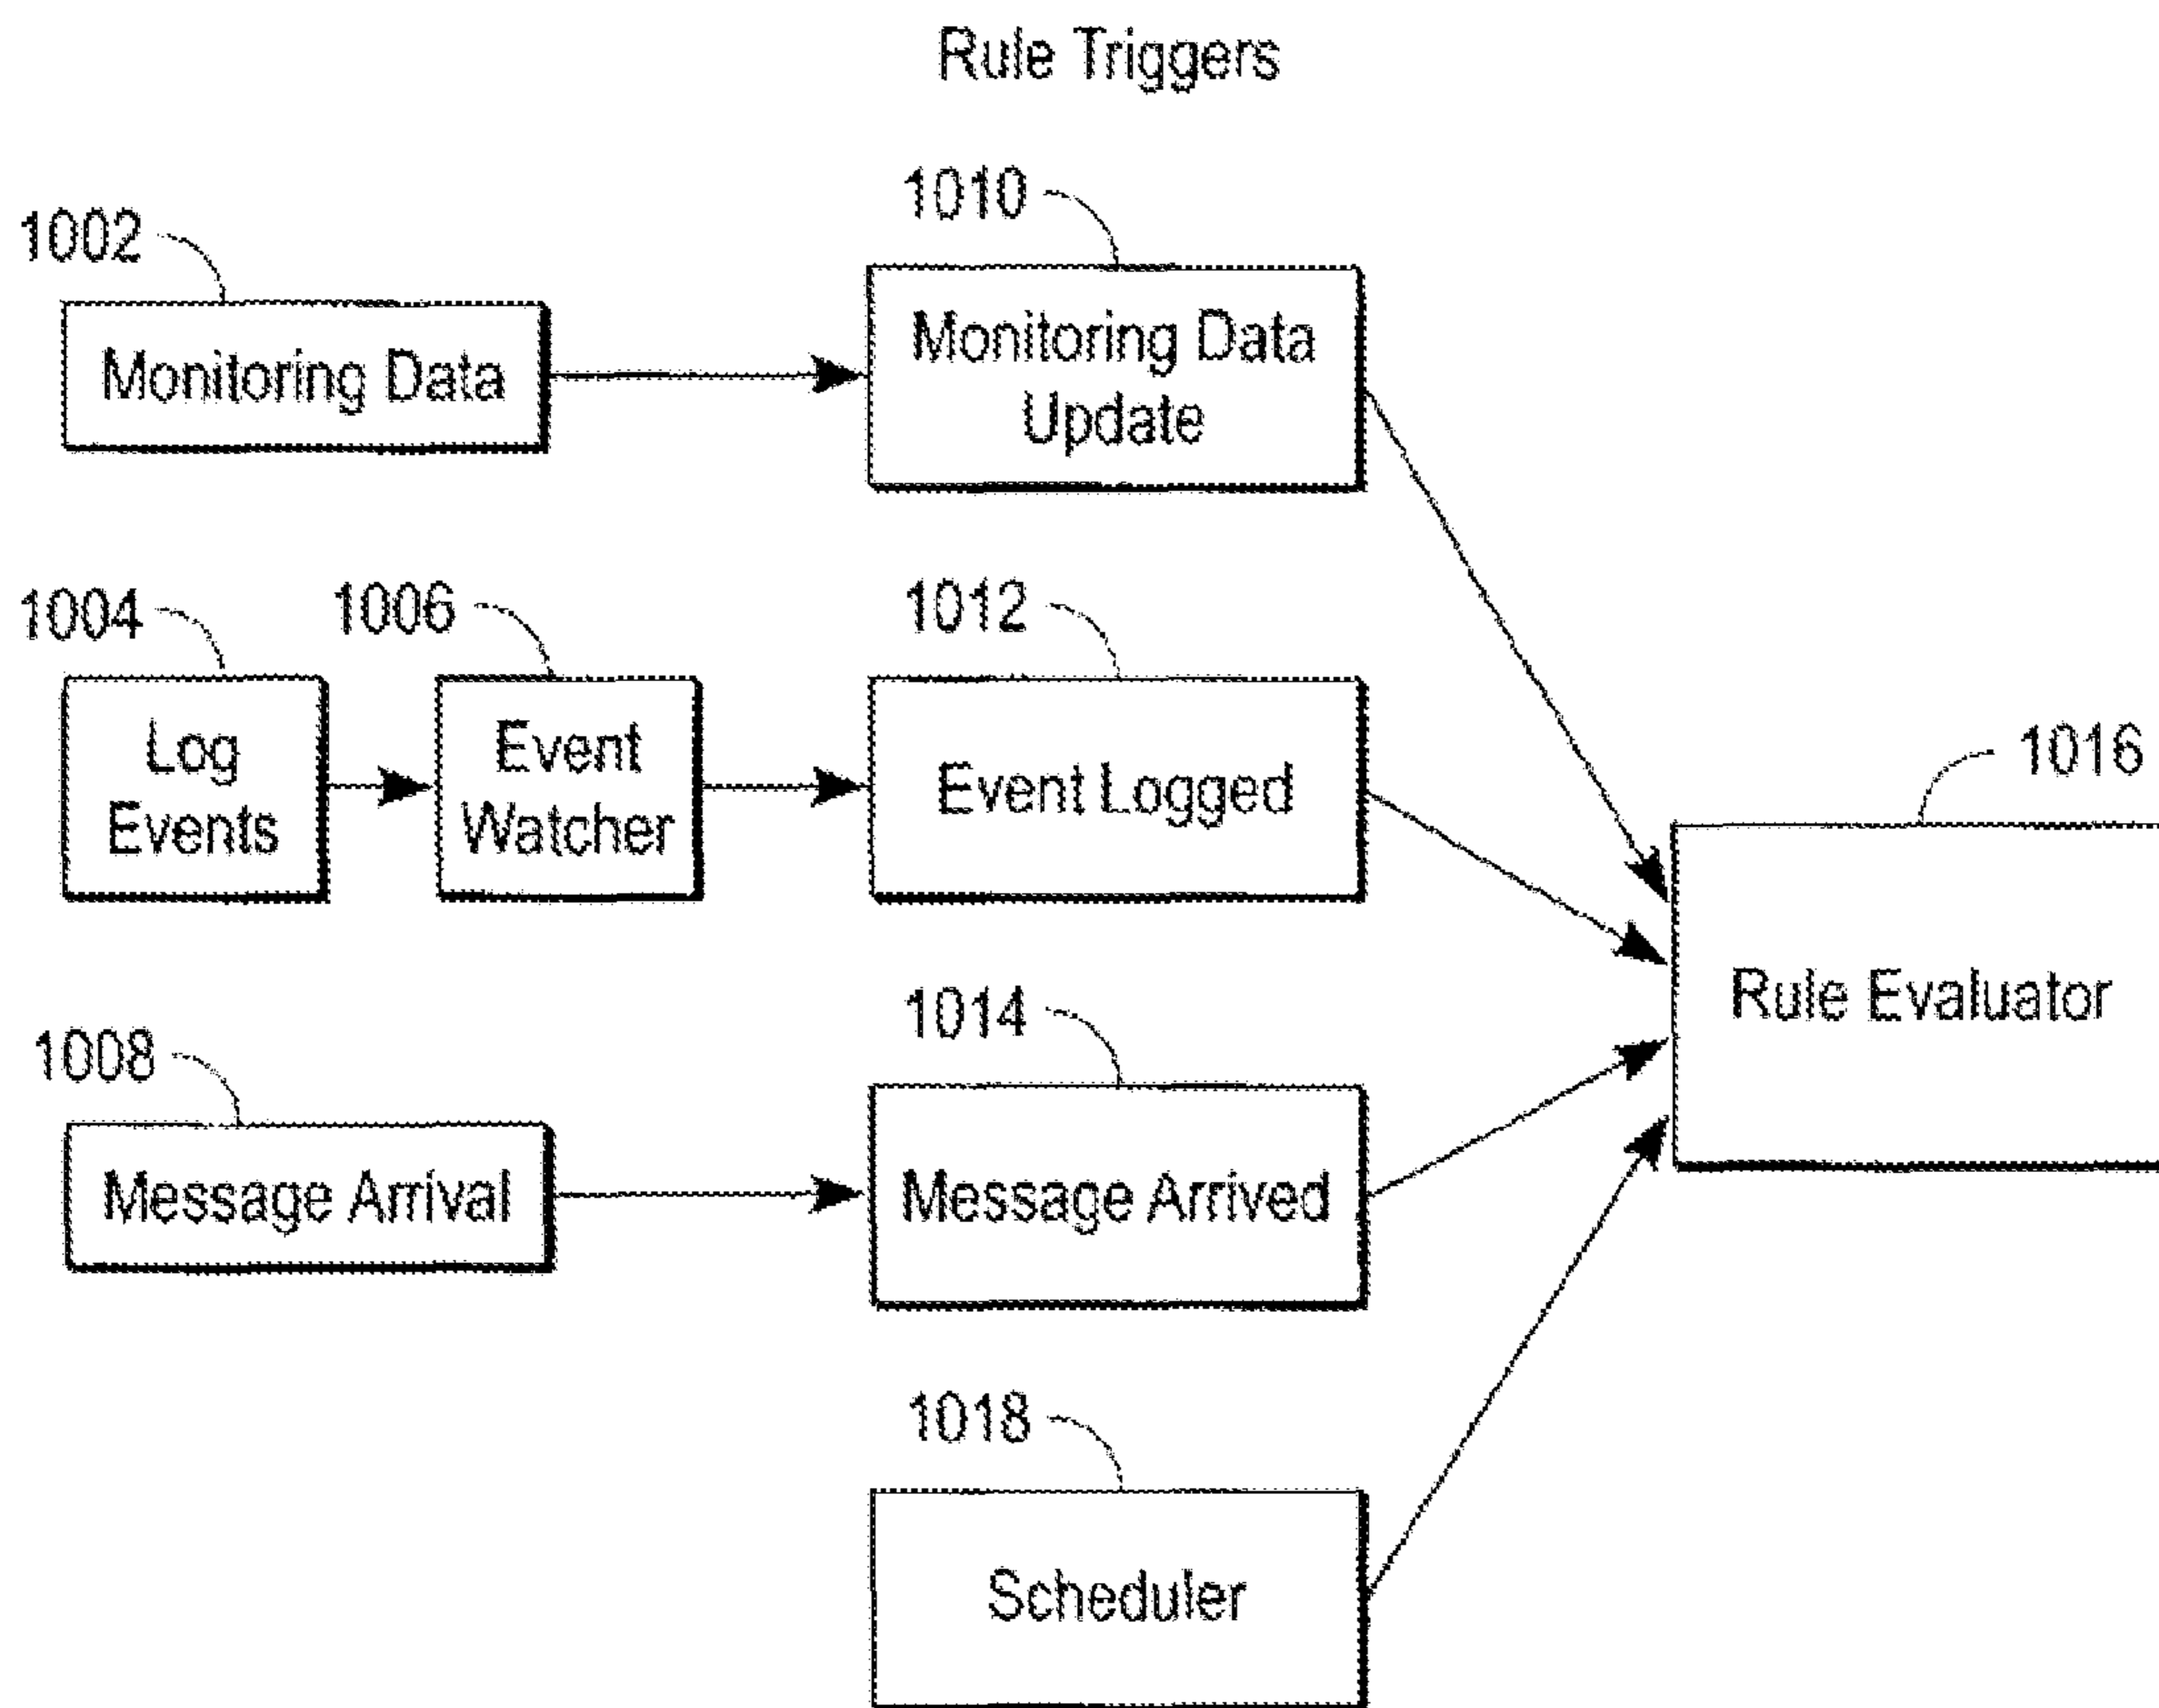 Rule Triggers
1010
1002
Monitoring Data
Monitoring Data
Update
1004
1006
1012
Log
Events
Event
Watcher
Event Logged
1016
Rule Evaluator
1014
1008
Message Arrival
Message Arrived
1018
Scheduler